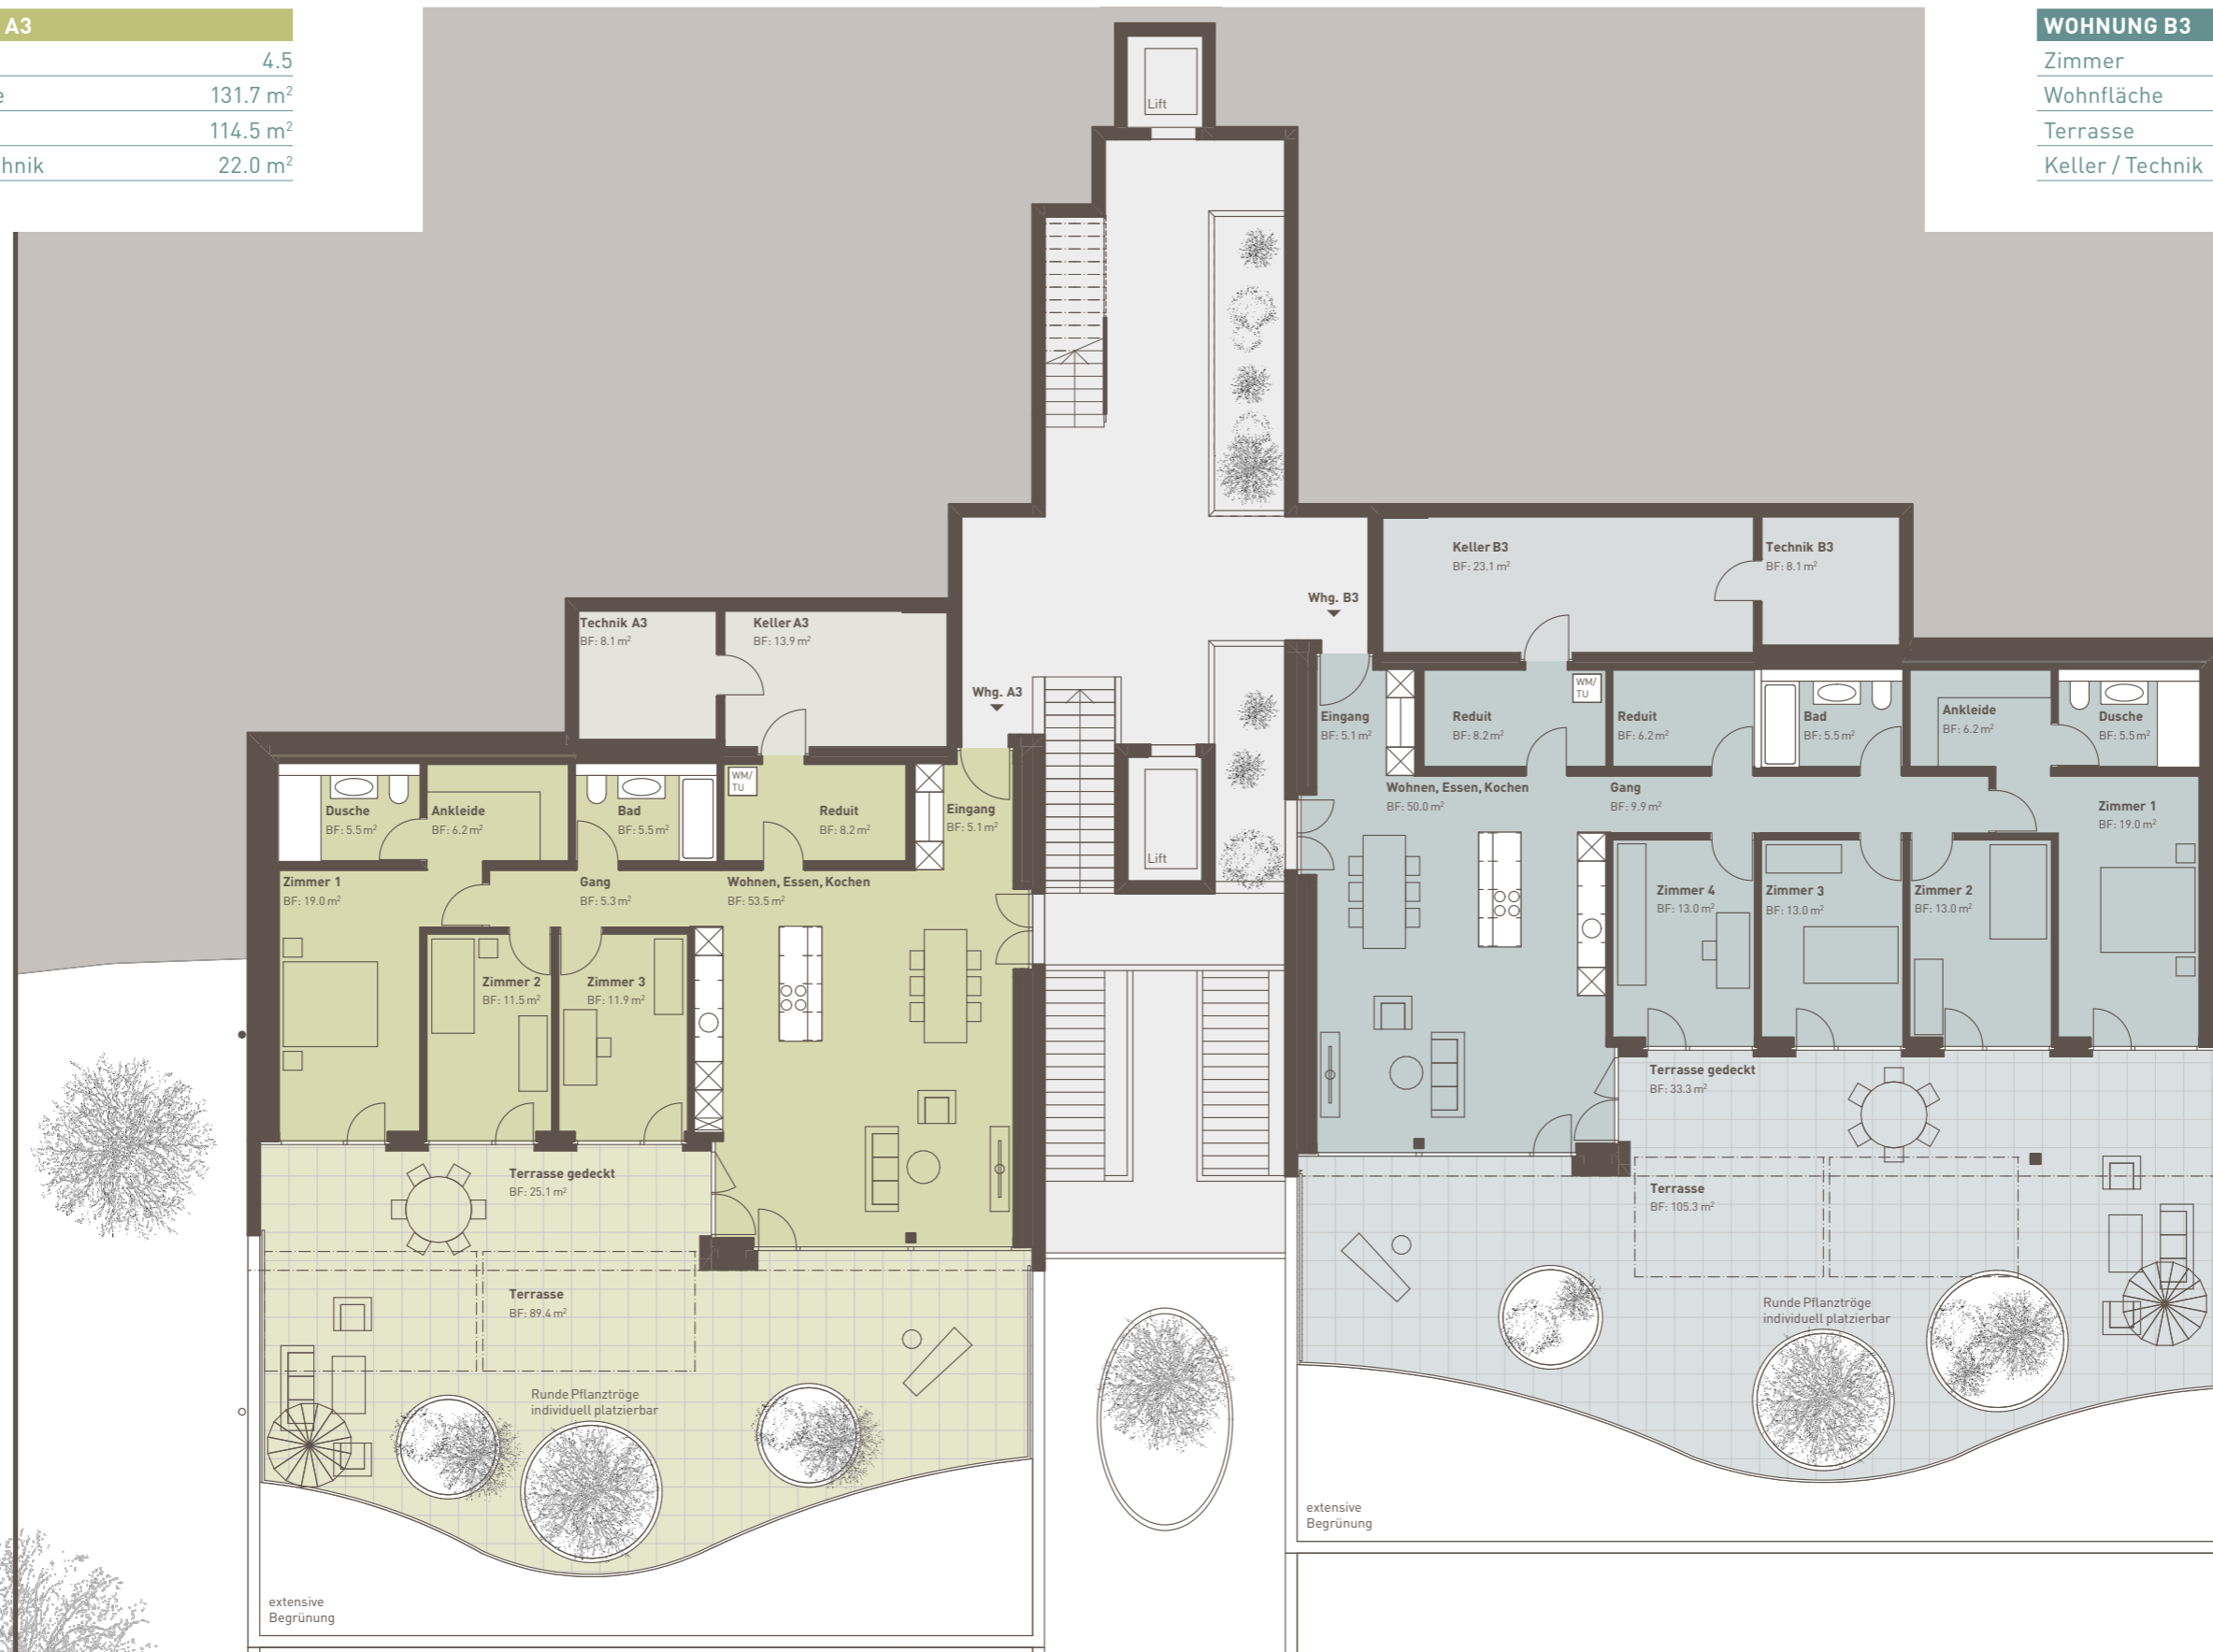 A3
4.5
e 131.7 m²
114.5 m²
hnik 22.0 m²
WOHNUNG B3
Zimmer
Wohnfläche
Terrasse
Keller / Technik
Lift
Keller B3
BF: 23.1 m²
Technik B3
BF: 8.1 m²
Whg. B3
Technik A3
BF: 8.1 m²
Keller A3
BF: 13.9 m²
Whg. A3
Eingang
BF: 5.1 m²
Reduit
BF: 8.2 m²
WM/
TU
Reduit
BF: 6.2 m²
Bad
BF: 5.5 m²
Ankleide
BF: 6.2 m²
Dusche
BF: 5.5 m²
Dusche
BF: 5.5 m²
Ankleide
BF: 6.2 m²
Bad
BF: 5.5 m²
WM/
TU
Reduit
BF: 8.2 m²
Eingang
BF: 5.1 m²
Lift
Wohnen, Essen, Kochen
BF: 50.0 m²
Gang
BF: 9.9 m²
Zimmer 1
BF: 19.0 m²
Zimmer 1
BF: 19.0 m²
Gang
BF: 5.3 m²
Wohnen, Essen, Kochen
BF: 53.5 m²
Zimmer 4
BF: 13.0 m²
Zimmer 3
BF: 13.0 m²
Zimmer 2
BF: 13.0 m²
Zimmer 2
BF: 11.5 m²
Zimmer 3
BF: 11.9 m²
Terrasse gedeckt
BF: 33.3 m²
Terrasse gedeckt
BF: 25.1 m²
Terrasse
BF: 105.3 m²
Terrasse
BF: 89.4 m²
Runde Pflanztröge
individuell platzierbar
Runde Pflanztröge
individuell platzierbar
extensive
Begrünung
extensive
Begrünung